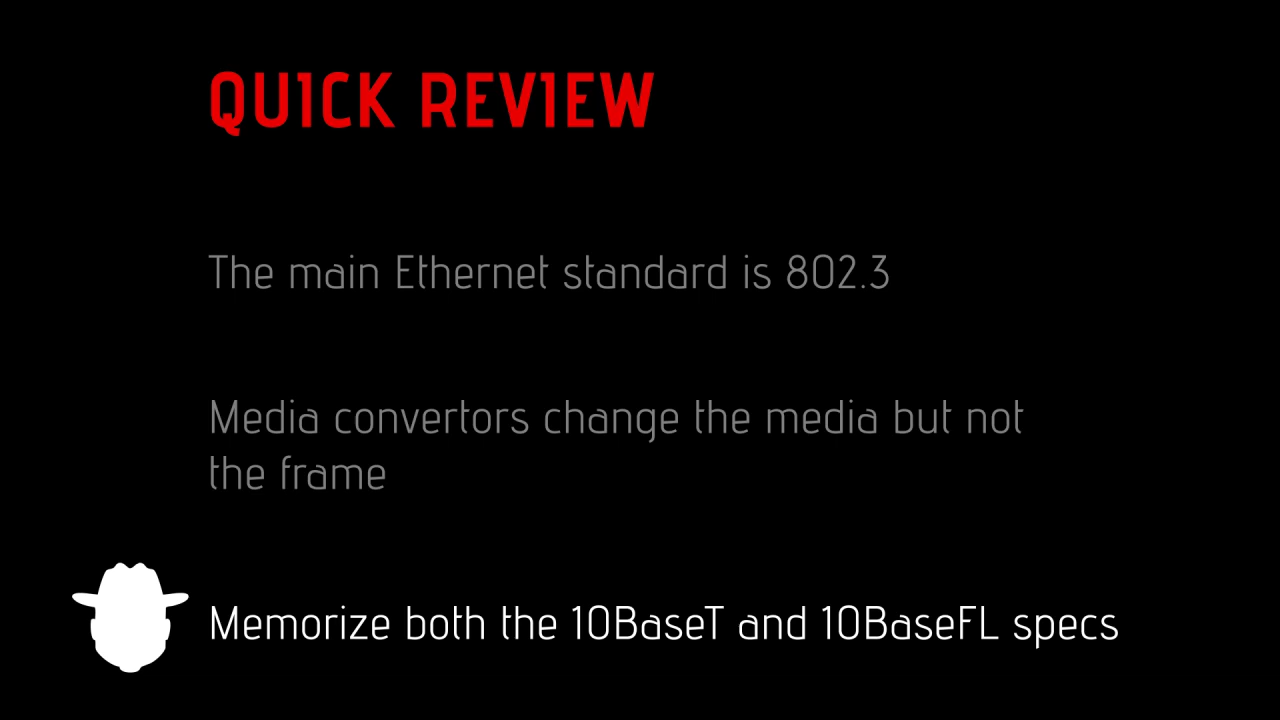 QUICK REVIEW
The main Ethernet standard is 802.3
Media convertors change the media but not
the frame
Memorize both the 10BaseT and 10BaseFL specs